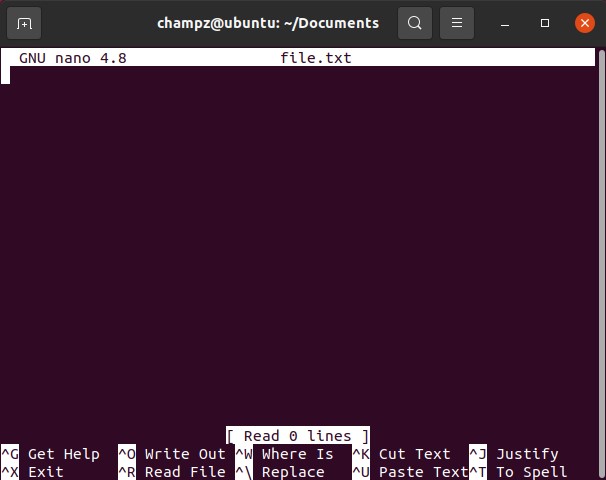 champz@ubuntu: ~/Documents
GNU nano 4.8 file.txt
[ Read 0 lines ]
^G Get Help ^O Write Out ^W Where Is ^K Cut Text ^J Justify
^X Exit ^R Read File ^\ Replace ^U Paste Text^T To Spell